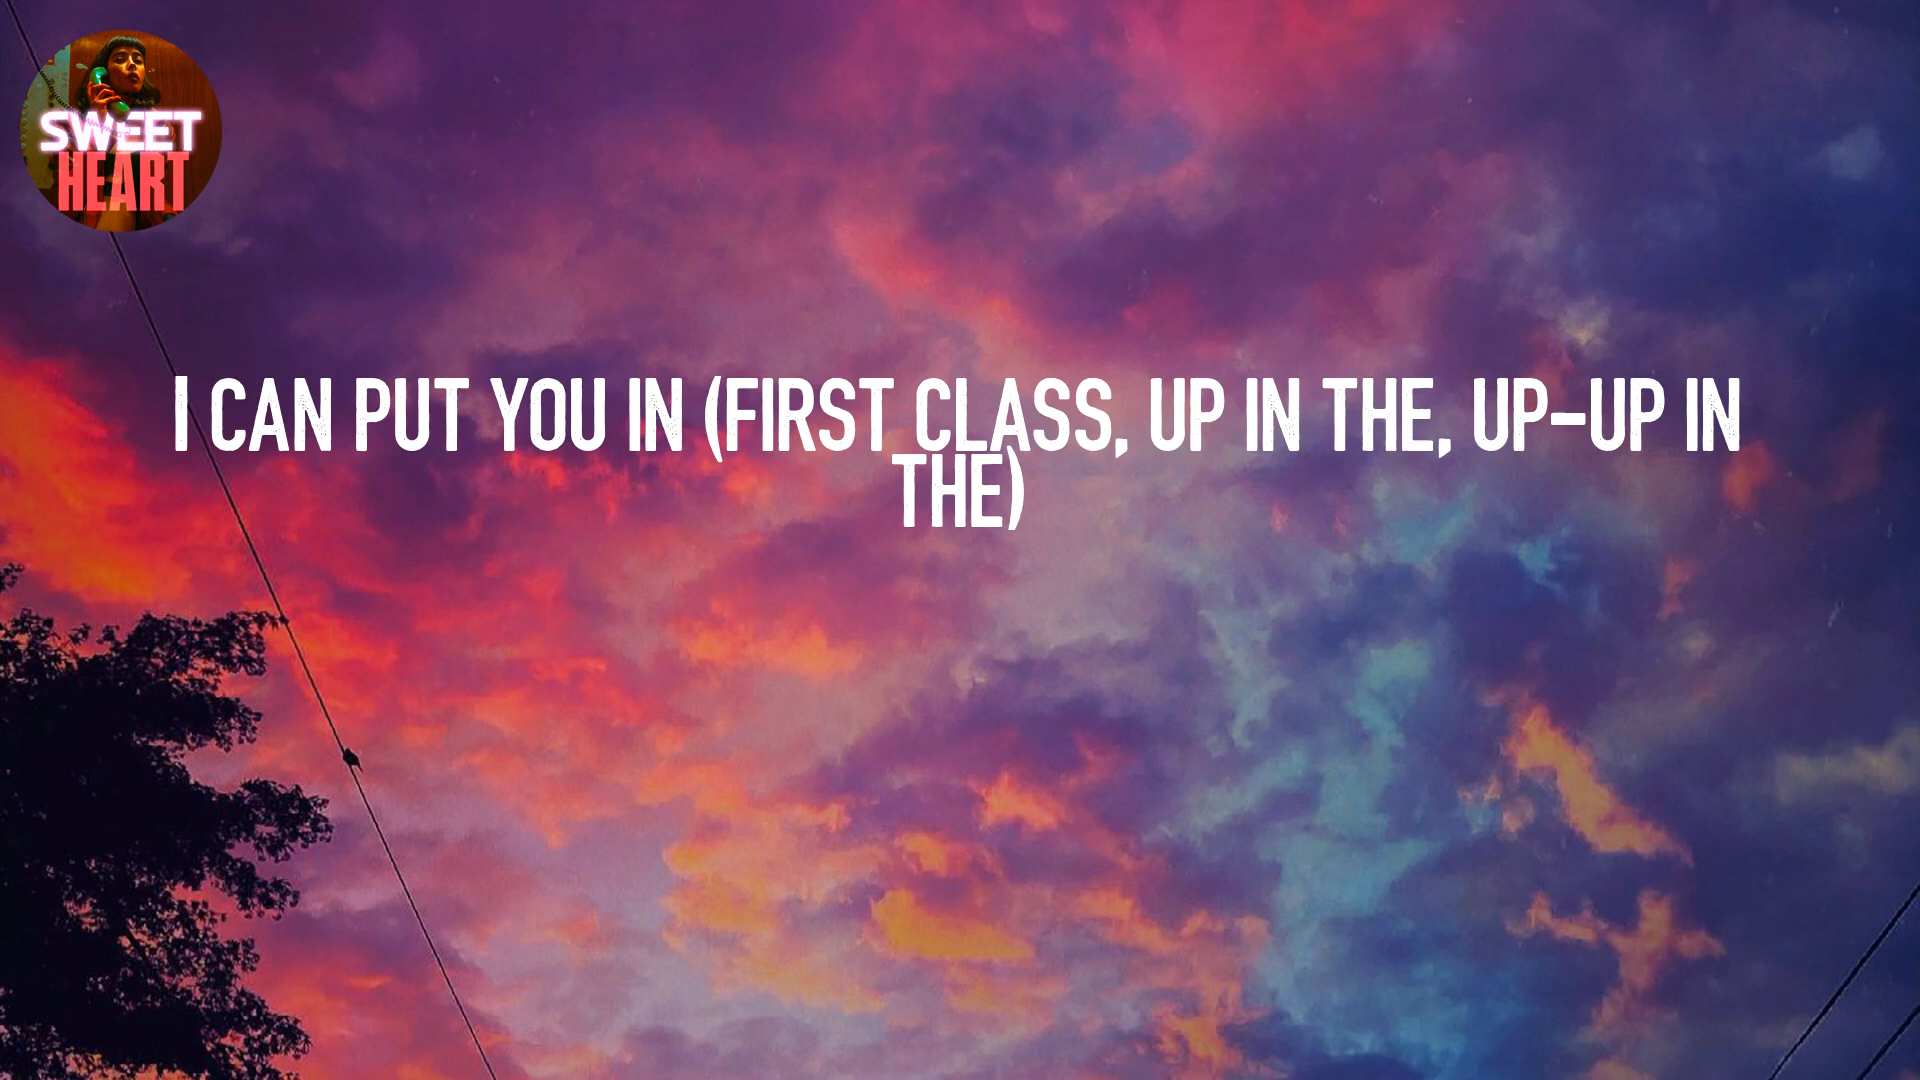 SWEET
HEART
I CAN PUT YOU IN (FIRST CLASS, UP IN THE, UP-UP IN
THE)